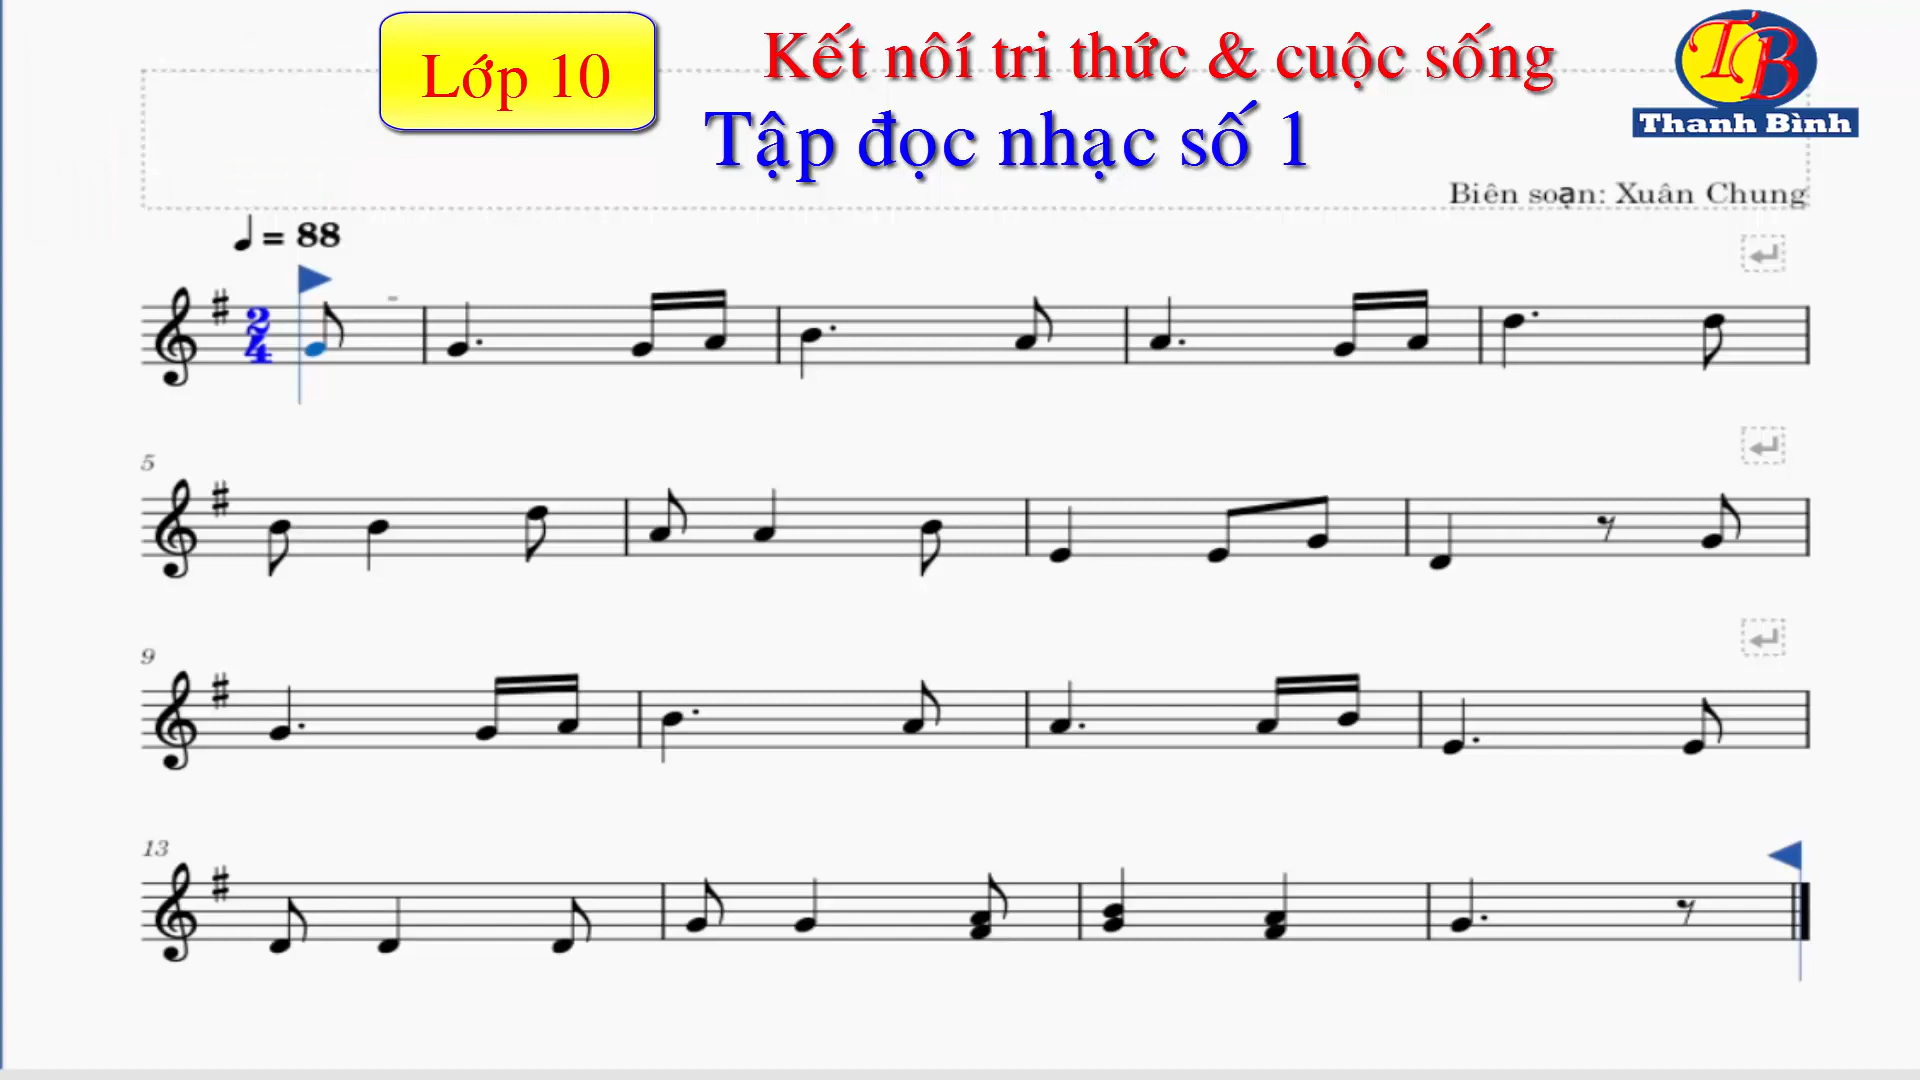 Lớp 10
Kết nôí tri thức & cuộc sống
Tập đọc nhạc số 1
TB
Thanh Bình
Biên soạn: Xuân Chung
= 88
2
4
5
9
13